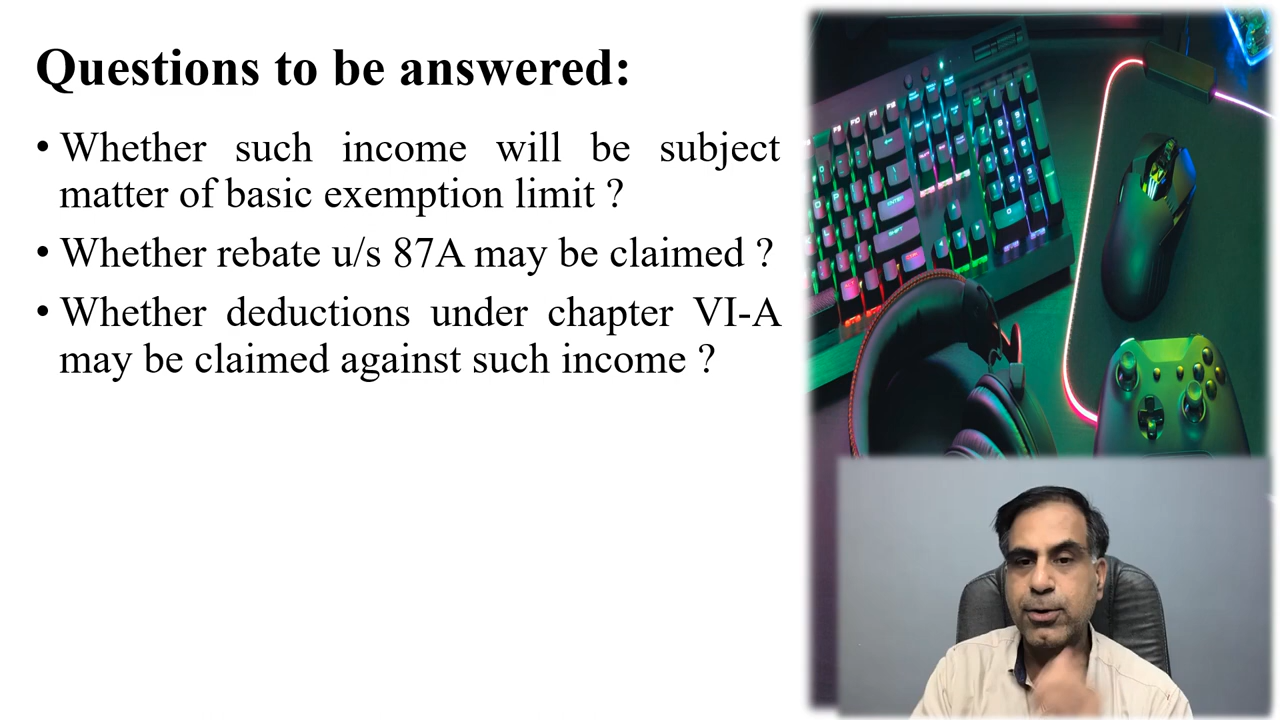 Questions to be answered:
• Whether such income will be subject
matter of basic exemption limit ?
• Whether rebate u/s 87A may be claimed ?
• Whether deductions under chapter VI-A
may be claimed against such income ?